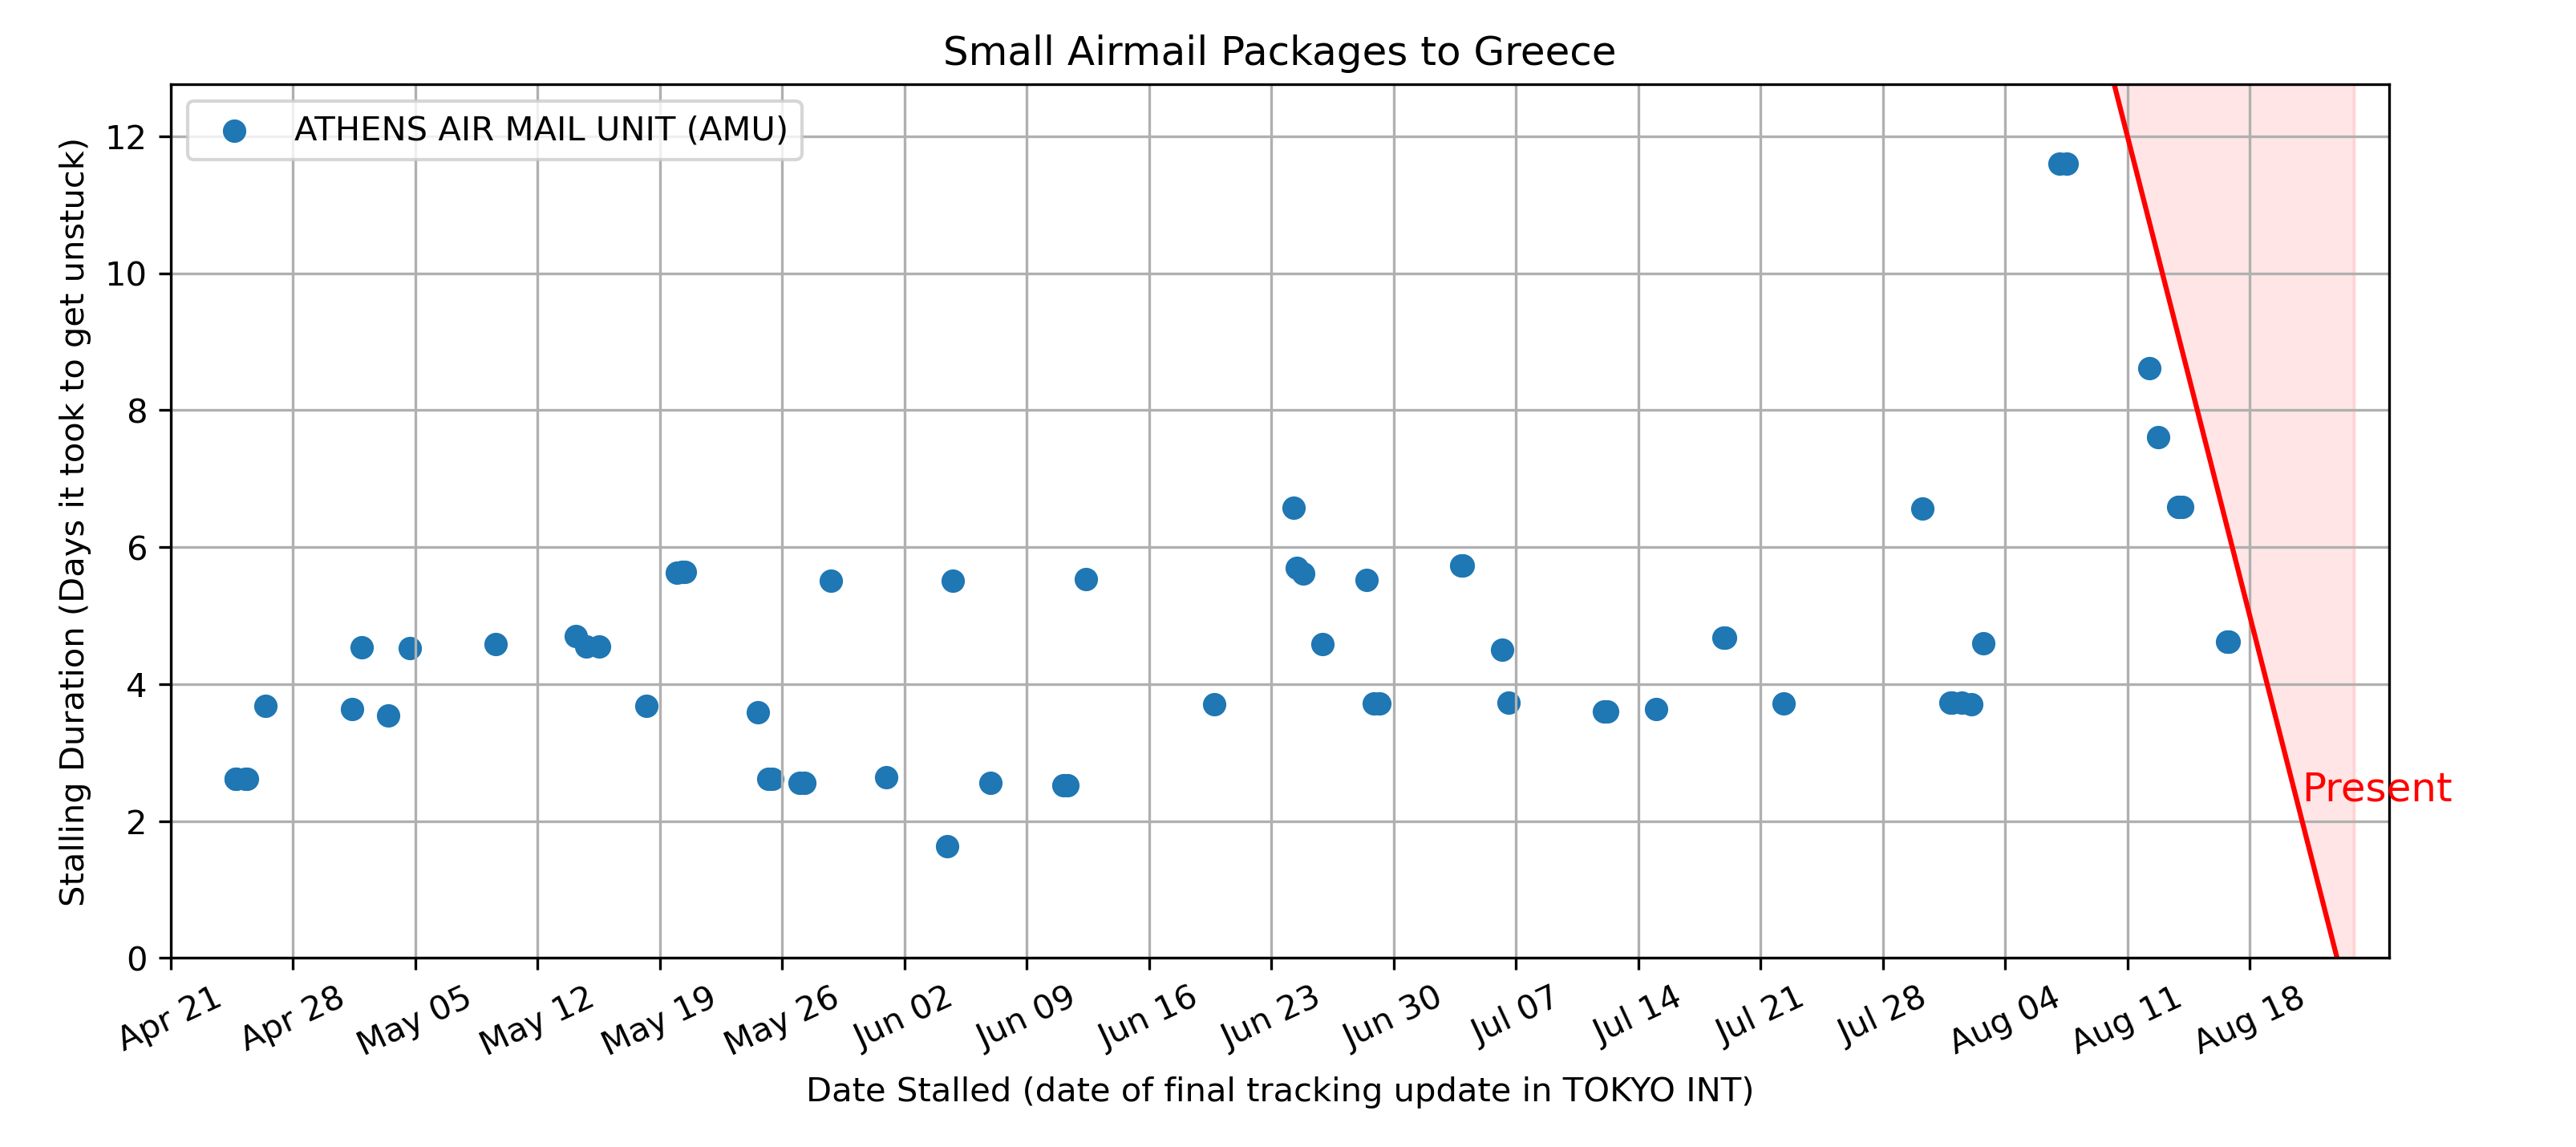 Small Airmail Packages to Greece
ATHENS AIR MAIL UNIT (AMU)
Stalling Duration (Days it took to get unstuck)
12
10
8
6
4
2
0
Present
Apr 21
Apr 28
May 05
May 12
May 19
May 26
Jun 02
Jun 09
Jun 16
Jun 23
Jun 30
Jul 07
Jul 14
Jul 21
Jul 28
Aug 04
Aug 11
Aug 18
Date Stalled (date of final tracking update in TOKYO INT)